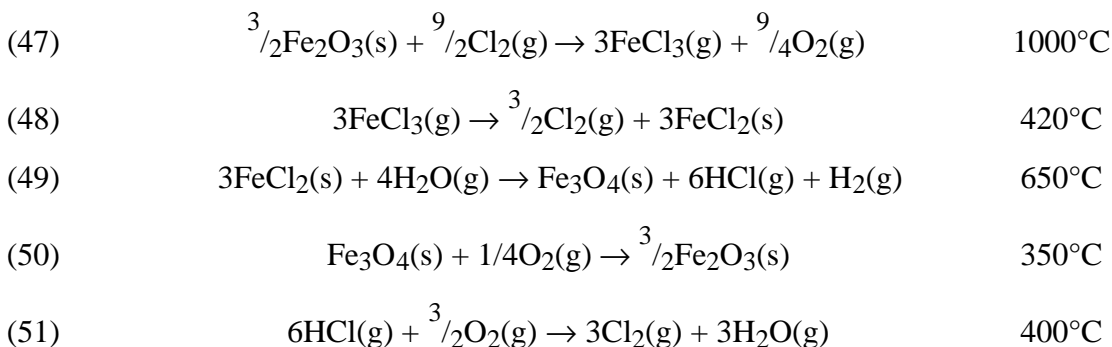 (47) ³/₂Fe₂O₃(s) + ⁹/₂Cl₂(g) → 3FeCl₃(g) + ⁹/₄O₂(g) 1000°C
(48) 3FeCl₃(g) → ³/₂Cl₂(g) + 3FeCl₂(s) 420°C
(49) 3FeCl₂(s) + 4H₂O(g) → Fe₃O₄(s) + 6HCl(g) + H₂(g) 650°C
(50) Fe₃O₄(s) + 1/4O₂(g) → ³/₂Fe₂O₃(s) 350°C
(51) 6HCl(g) + ³/₂O₂(g) → 3Cl₂(g) + 3H₂O(g) 400°C